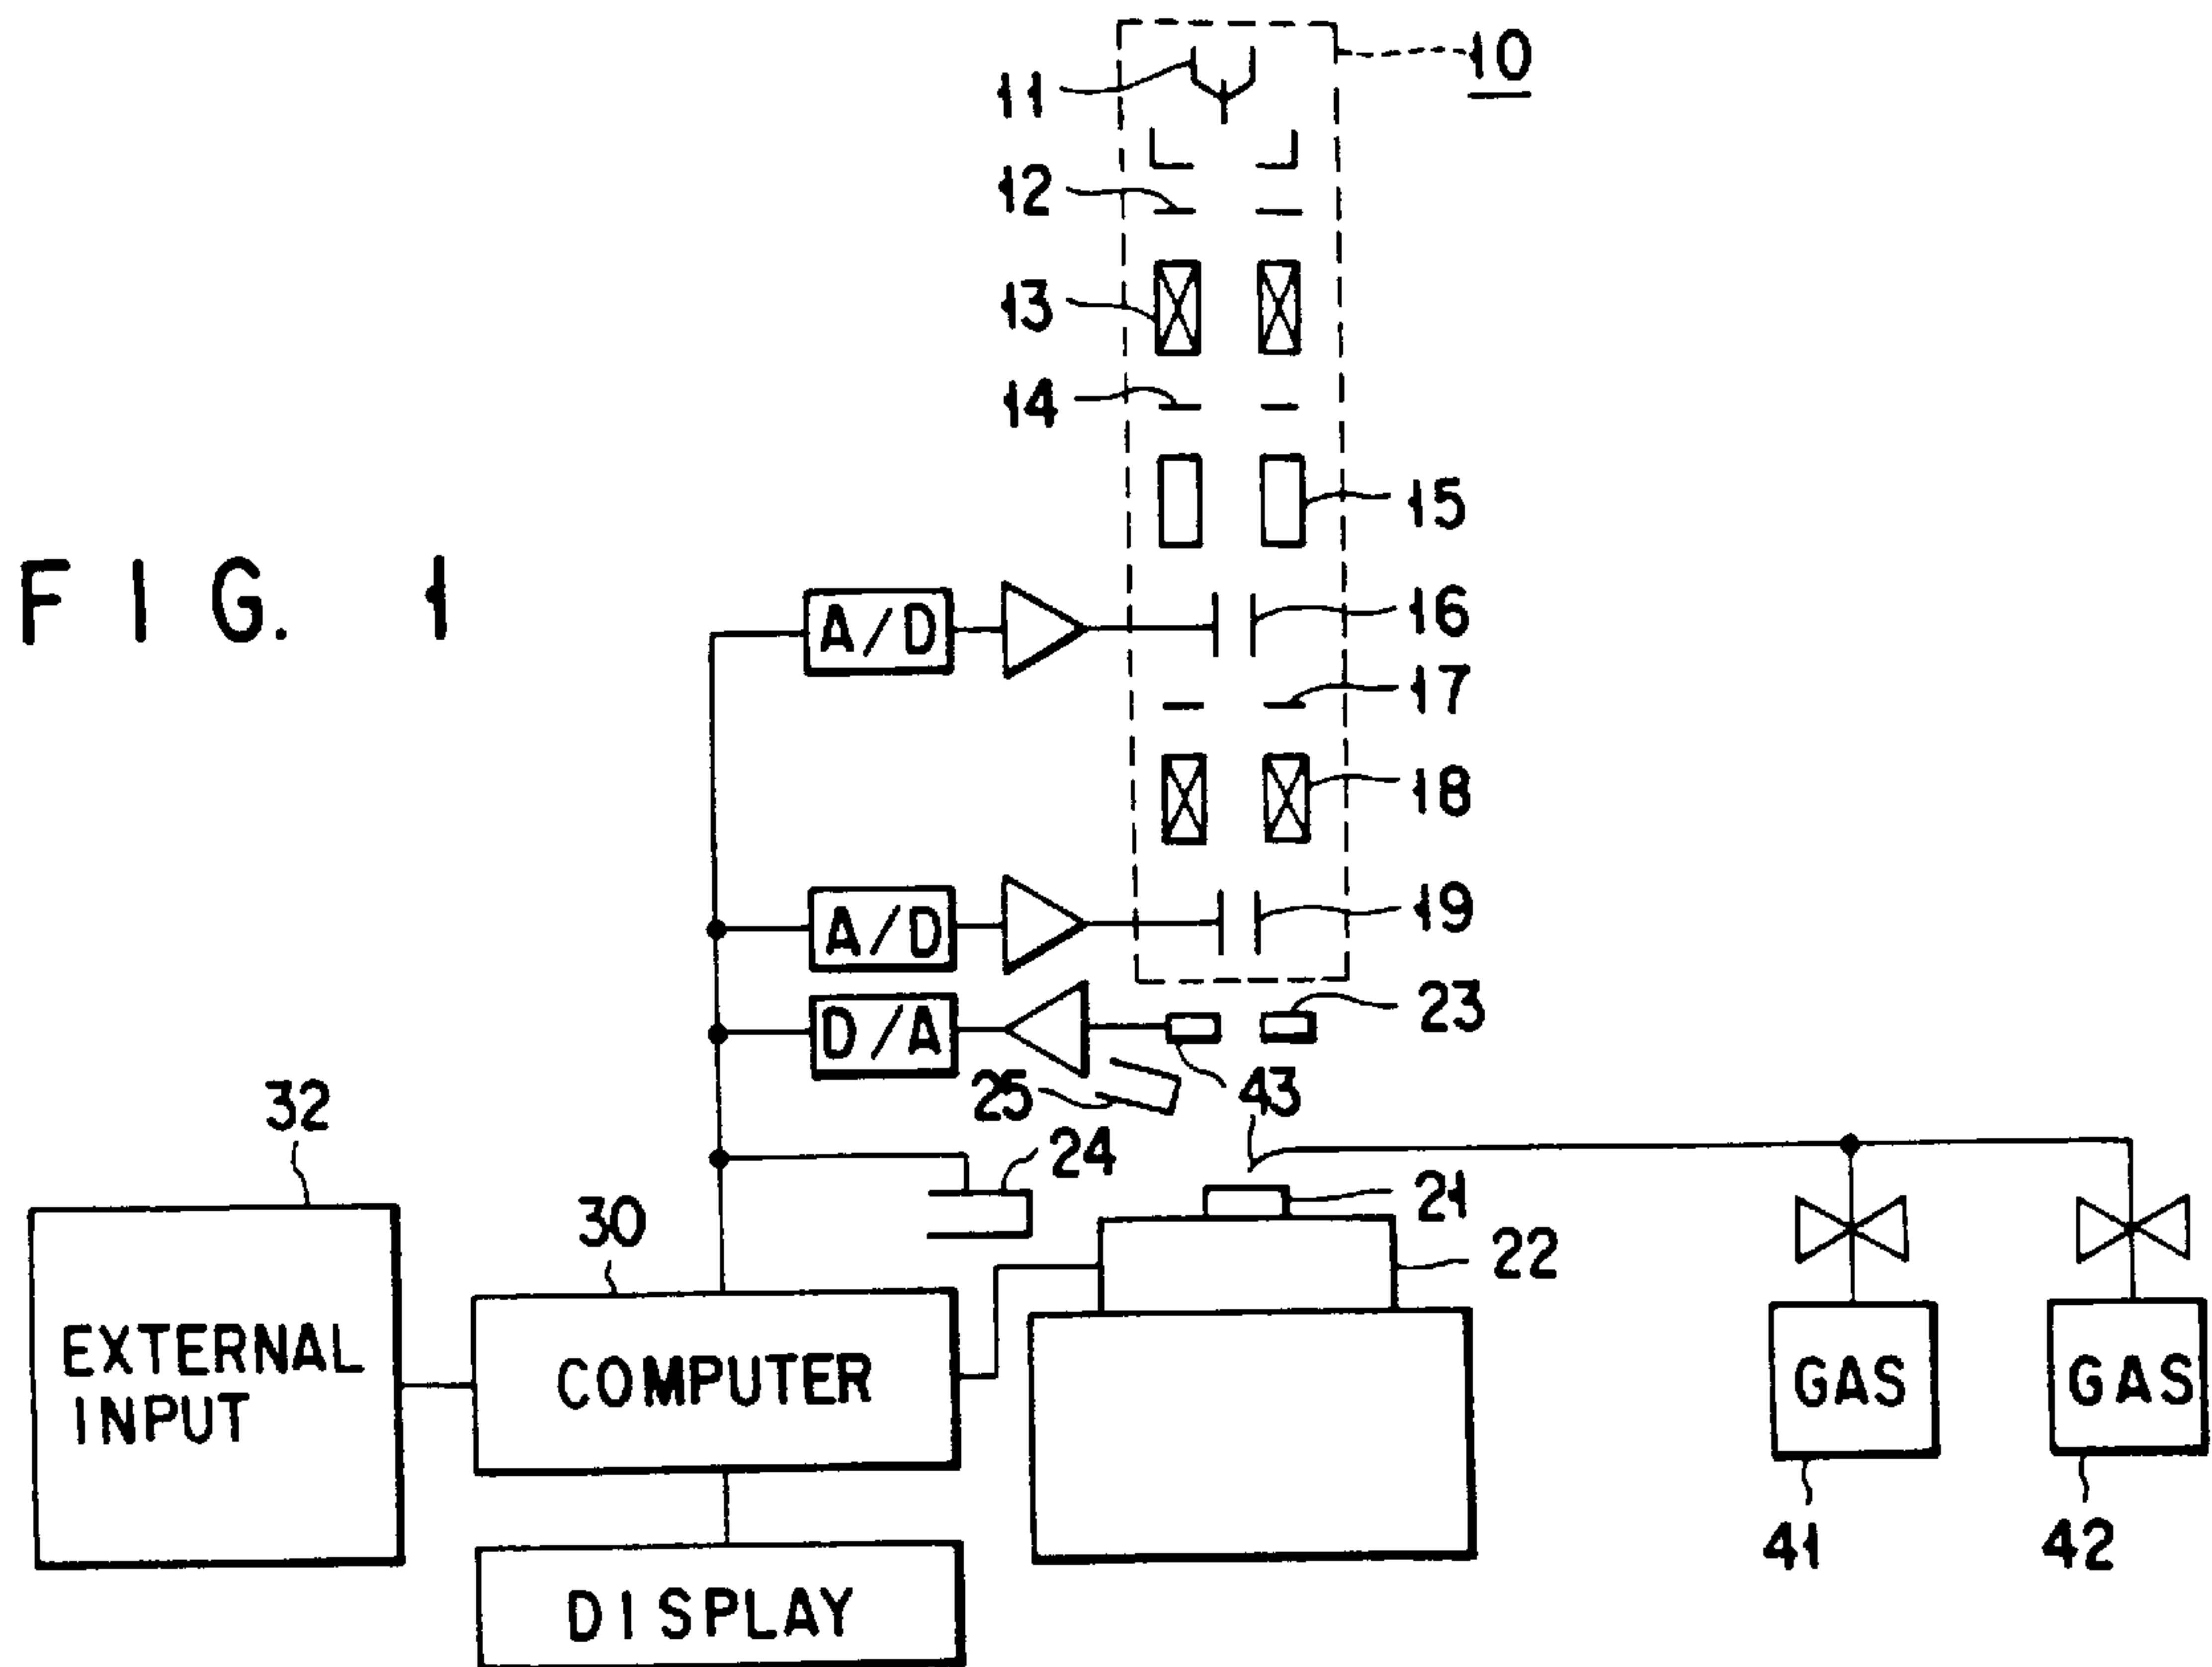 10
11
12
13
14
15
FIG. 1
A/D
16
17
18
A/D
19
D/A
23
25
43
32
24
21
30
22
EXTERNAL
INPUT
COMPUTER
GAS
GAS
41
42
DISPLAY